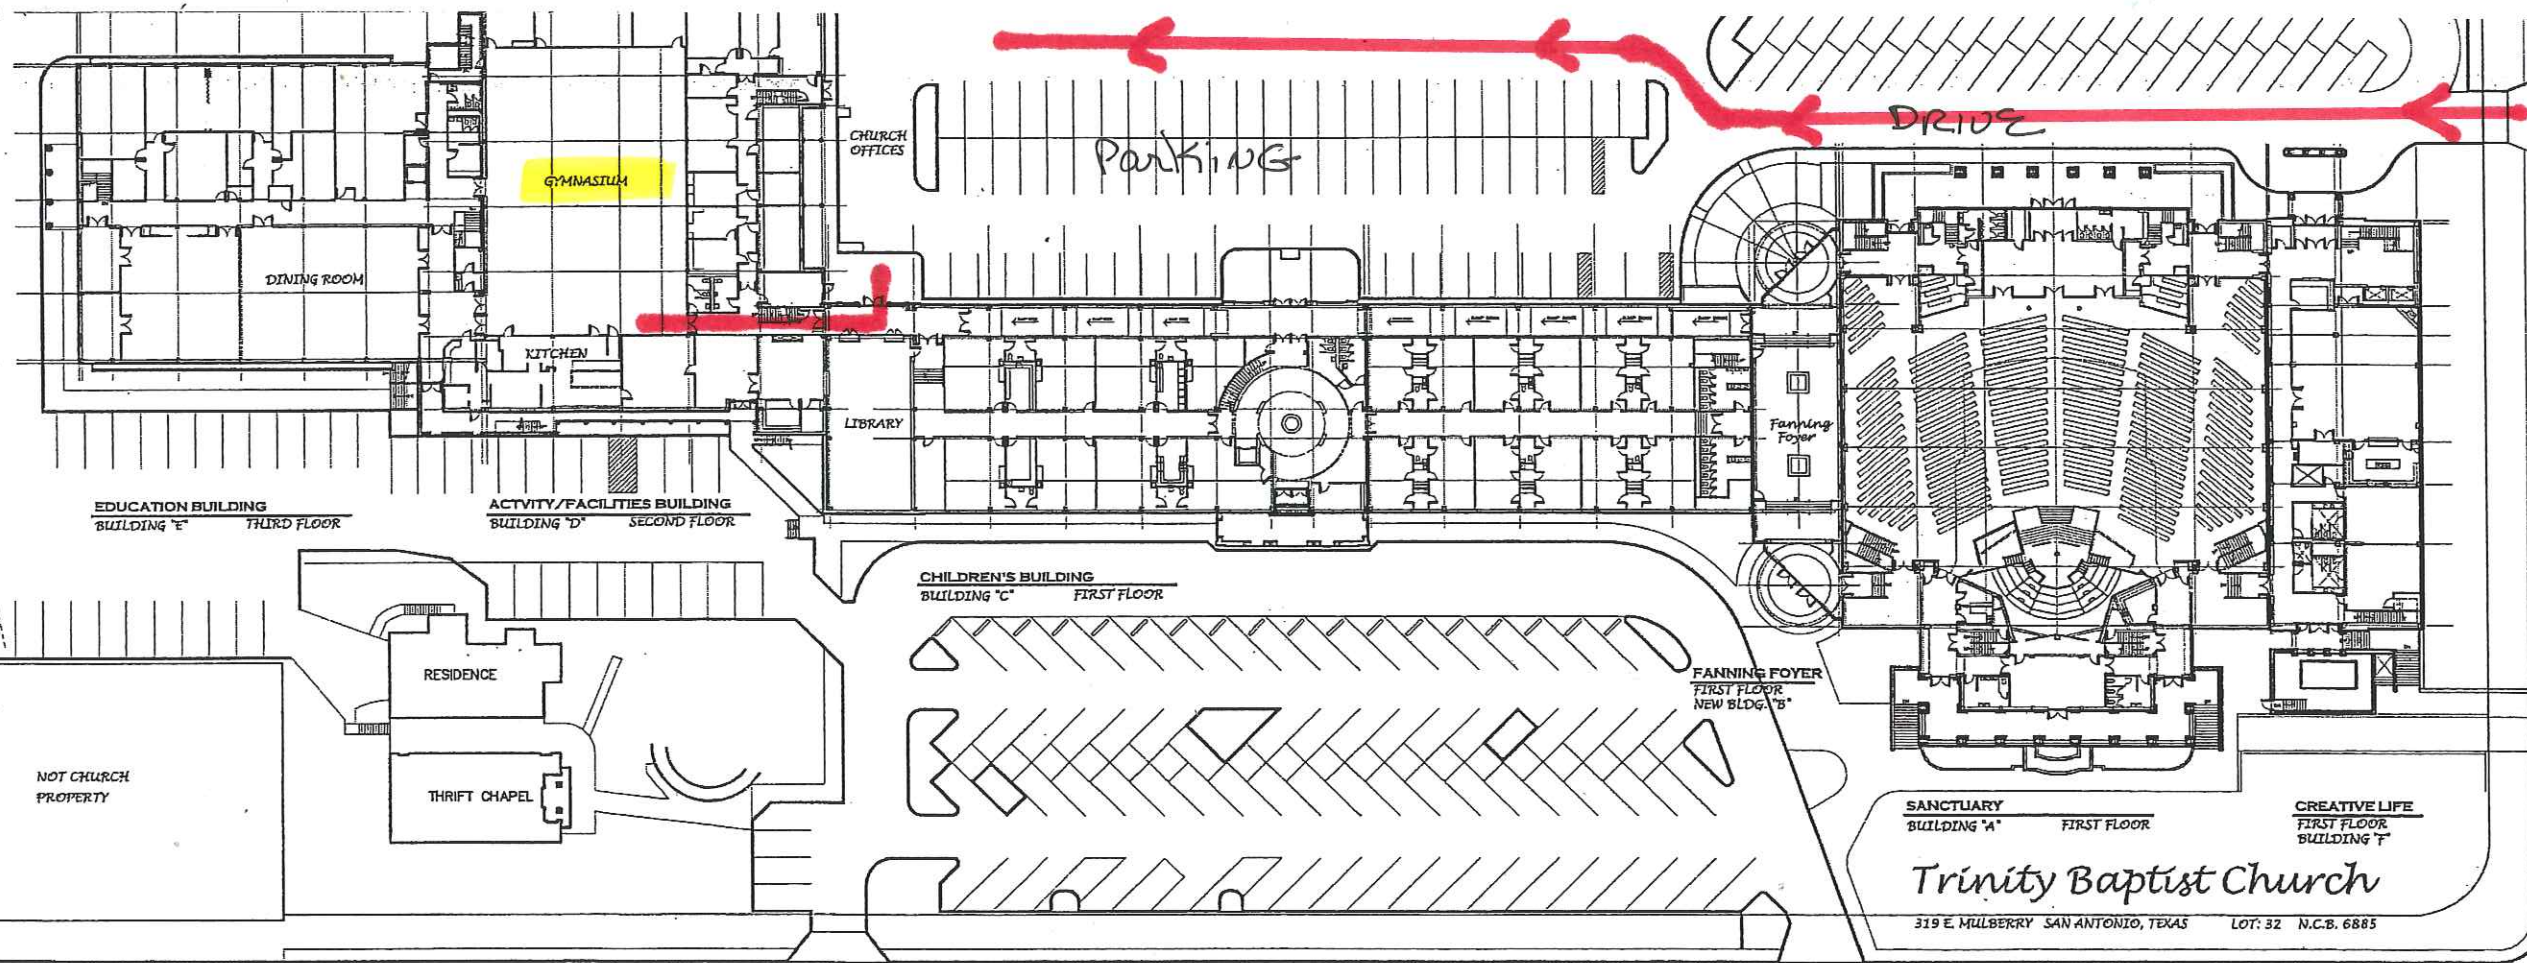 DRIVE
PARKING
CHURCH
OFFICES
GYMNASIUM
DINING ROOM
KITCHEN
LIBRARY
Fanning
Foyer
EDUCATION BUILDING
BUILDING "E" THIRD FLOOR
ACTVITY/FACILITIES BUILDING
BUILDING "D" SECOND FLOOR
CHILDREN'S BUILDING
BUILDING "C" FIRST FLOOR
RESIDENCE
FANNING FOYER
FIRST FLOOR
NEW BLDG. "B"
NOT CHURCH
PROPERTY
THRIFT CHAPEL
SANCTUARY
BUILDING "A" FIRST FLOOR
CREATIVE LIFE
FIRST FLOOR
BUILDING "F"
Trinity Baptist Church
319 E. MULBERRY SAN ANTONIO, TEXAS LOT: 32 N.C.B. 6885